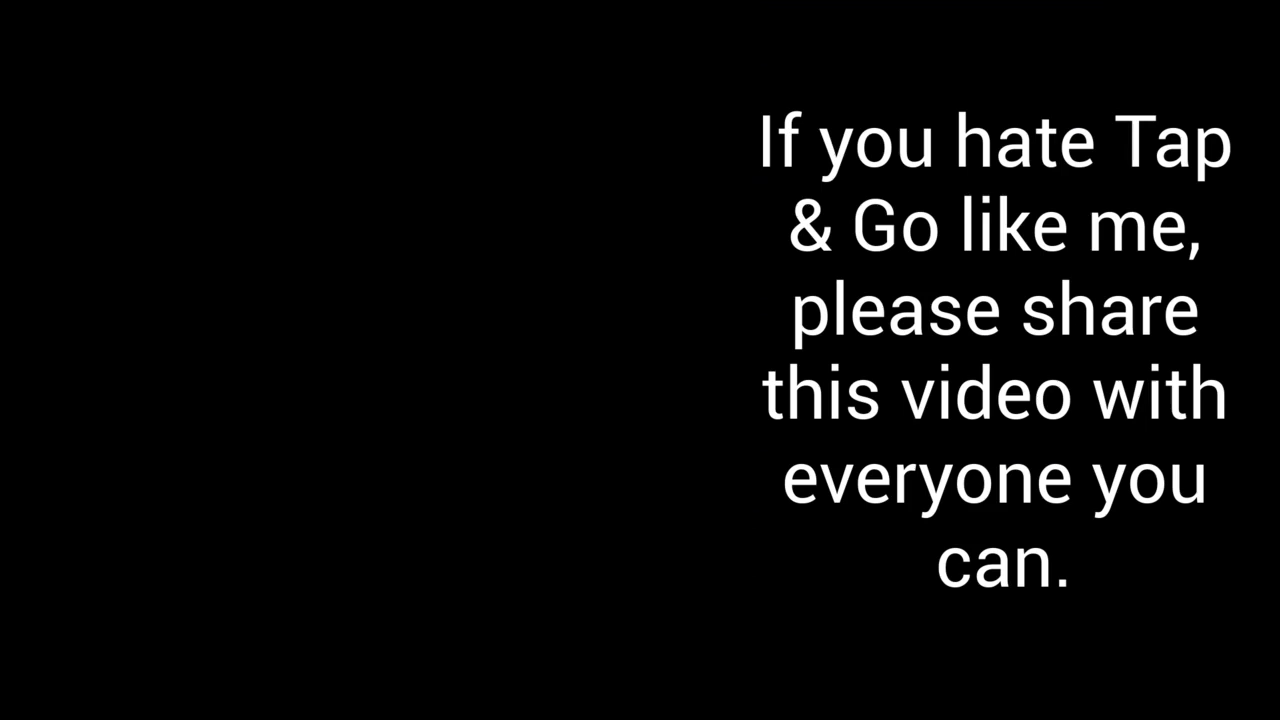 If you hate Tap
& Go like me,
please share
this video with
everyone you
can.